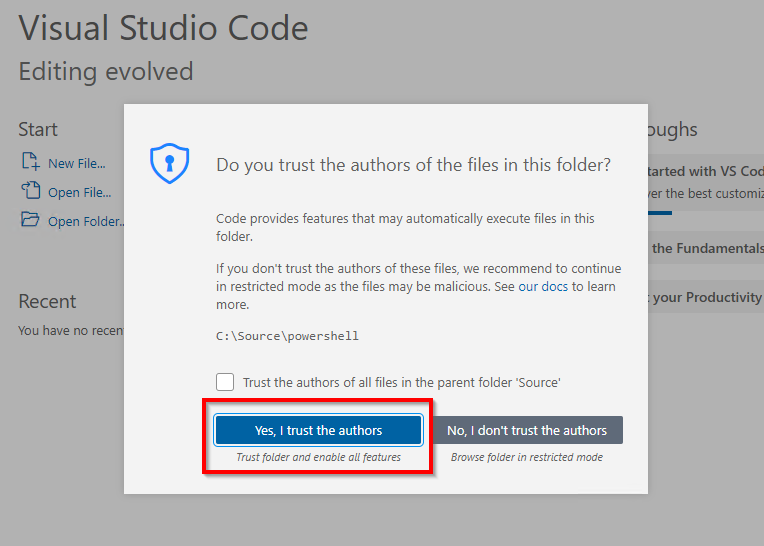 Visual Studio Code
Editing evolved
Start
New File...
Open File...
Open Folder..
Recent
You have no recen
Do you trust the authors of the files in this folder?
Code provides features that may automatically execute files in this
folder.
If you don't trust the authors of these files, we recommend to continue
in restricted mode as the files may be malicious. See our docs to learn
more.
C:\Source\powershell
Trust the authors of all files in the parent folder 'Source'
Yes, I trust the authors
No, I don't trust the authors
Trust folder and enable all features
Browse folder in restricted mode
oughs
tarted with VS Cod
ver the best customiz
the Fundamentals
your Productivity